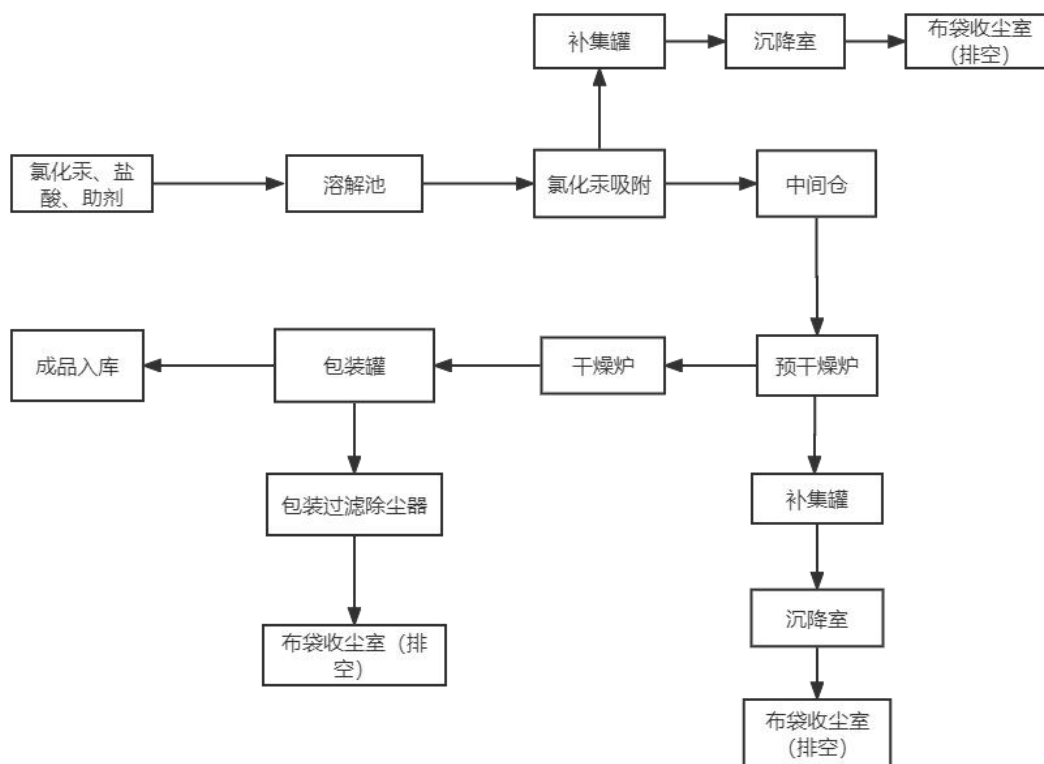 补集罐
沉降室
布袋收尘室
（排空）
氯化汞、盐
酸、助剂
溶解池
氯化汞吸附
中间仓
成品入库
包装罐
干燥炉
预干燥炉
包装过滤除尘器
补集罐
沉降室
布袋收尘室（排
空）
布袋收尘室
（排空）